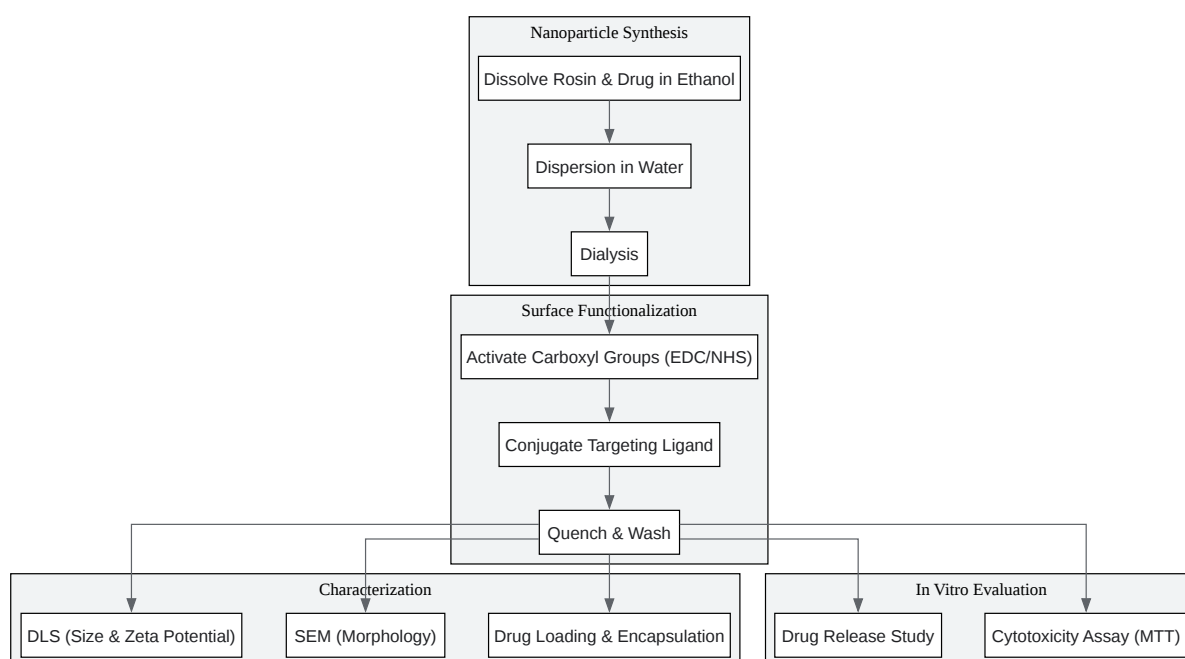 Nanoparticle Synthesis
Dissolve Rosin & Drug in Ethanol
Dispersion in Water
Dialysis
Surface Functionalization
Activate Carboxyl Groups (EDC/NHS)
Conjugate Targeting Ligand
Quench & Wash
Characterization
DLS (Size & Zeta Potential)
SEM (Morphology)
Drug Loading & Encapsulation
In Vitro Evaluation
Drug Release Study
Cytotoxicity Assay (MTT)